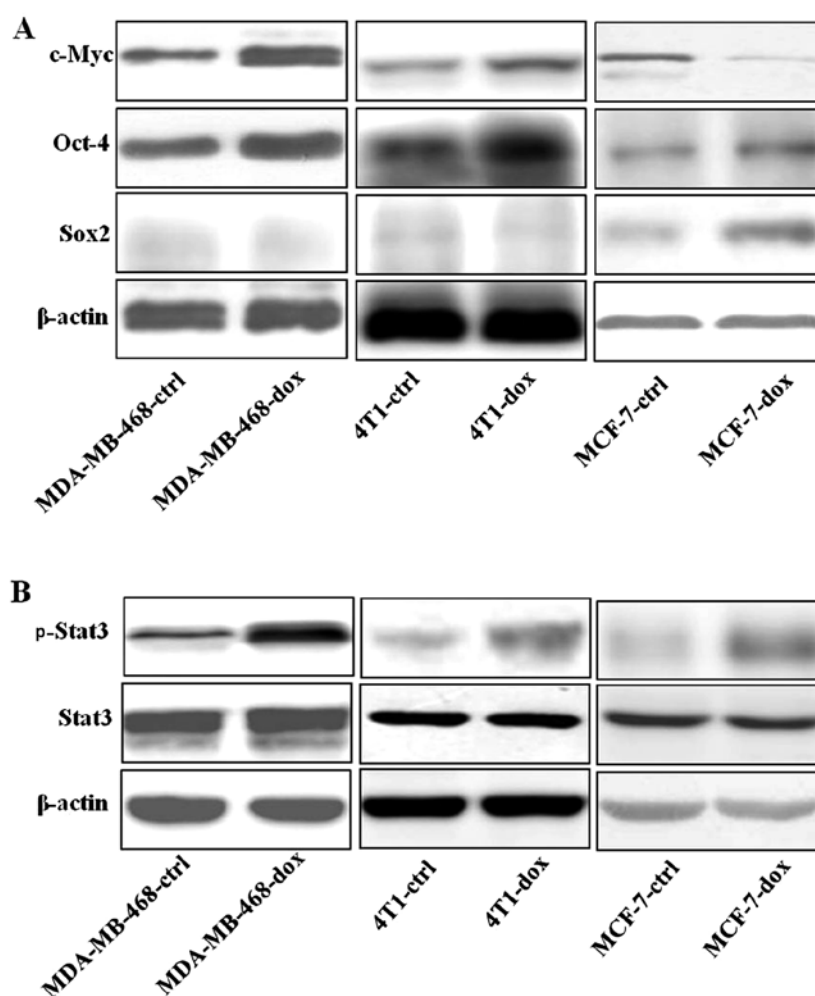 A
c-Myc
Oct-4
Sox2
β-actin
MDA-MB-468-ctrl
MDA-MB-468-dox
4T1-ctrl
4T1-dox
MCF-7-ctrl
MCF-7-dox
B
p-Stat3
Stat3
β-actin
MDA-MB-468-ctrl
MDA-MB-468-dox
4T1-ctrl
4T1-dox
MCF-7-ctrl
MCF-7-dox